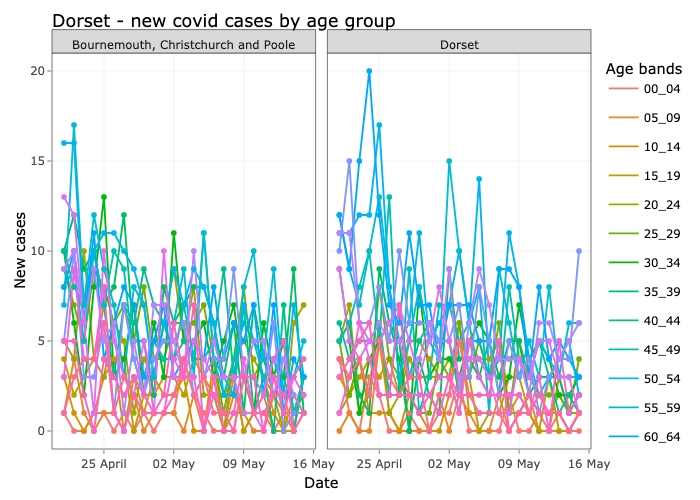 Dorset - new covid cases by age group
Bournemouth, Christchurch and Poole
Dorset
New cases
20
15
10
5
0
25 April
02 May
09 May
16 May
25 April
02 May
09 May
16 May
Date
Age bands
00_04
05_09
10_14
15_19
20_24
25_29
30_34
35_39
40_44
45_49
50_54
55_59
60_64